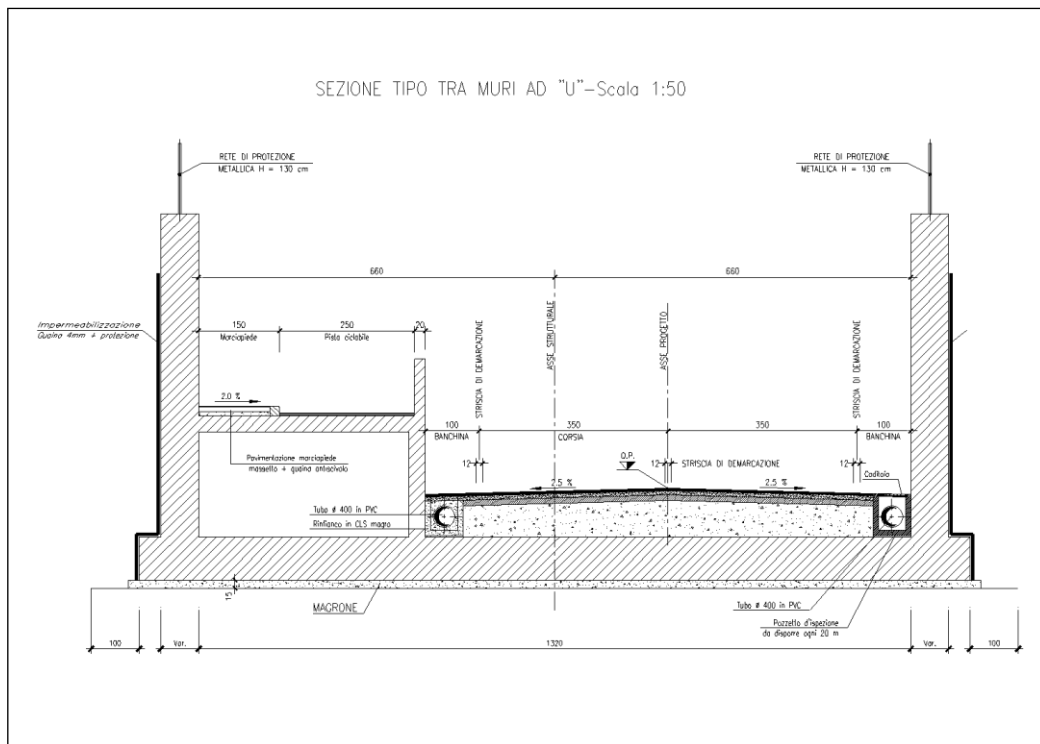 SEZIONE TIPO TRA MURI AD "U"-Scala 1:50
RETE DI PROTEZIONE
METALLICA H = 130 cm
RETE DI PROTEZIONE
METALLICA H = 130 cm
660
660
Impermeabilizzazione
Guaina 4mm + protezione
150
Marciapiede
250
Pista ciclabile
20
STRISCIA DI DEMARCAZIONE
ASSE STRUTTURALE
ASSE PROGETTO
STRISCIA DI DEMARCAZIONE
2.0 %
100
BANCHINA
350
CORSIA
350
100
BANCHINA
Pavimentazione marciapiede
massetto + guaina antiscivolo
12
Q.P.
12
STRISCIA DI DEMARCAZIONE
12
Caditoia
2.5 %
2.5 %
Tubo ø 400 in PVC
Rinfianco in CLS magro
15
MAGRONE
Tubo ø 400 in PVC
Pozzetto d'ispezione
da disporre ogni 20 m
100
Var.
1320
Var.
100